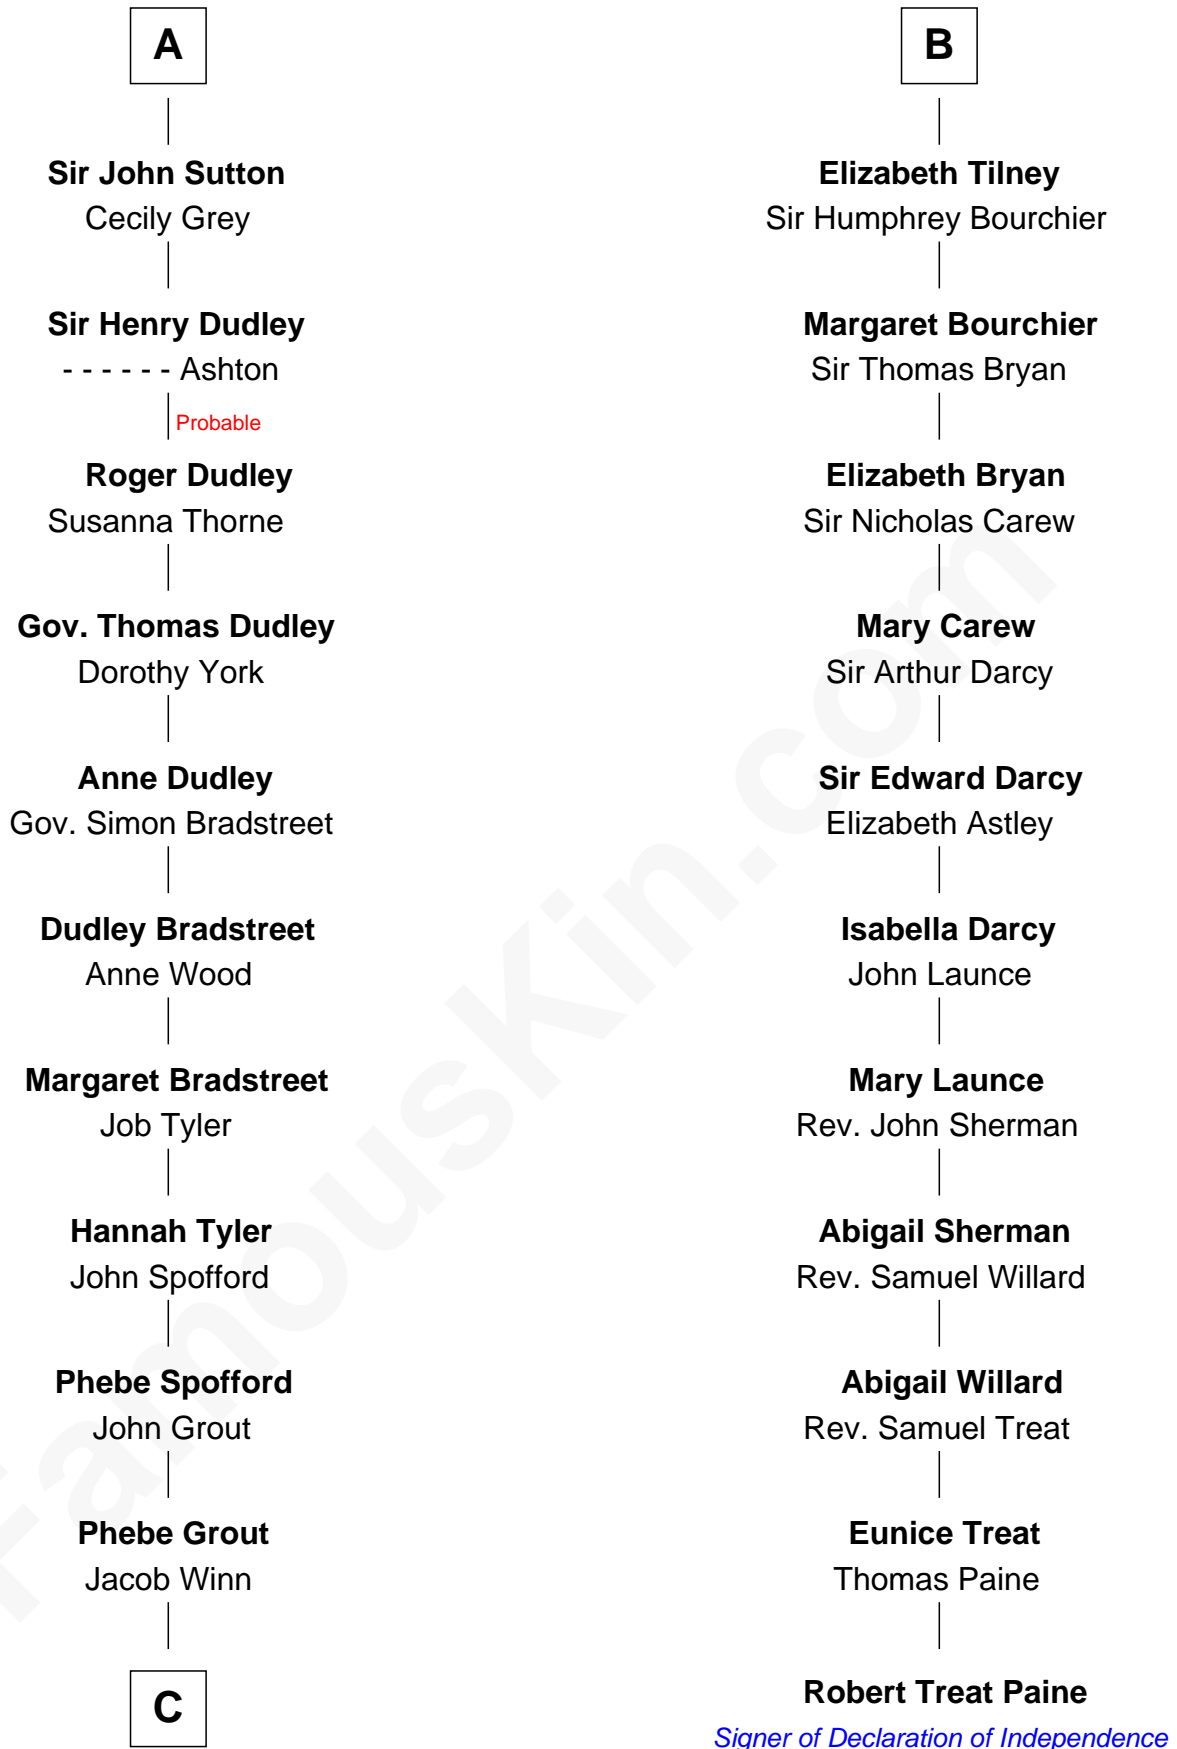 A
Sir John Sutton
Cecily Grey
Sir Henry Dudley
- - - - - - Ashton
Probable
Roger Dudley
Susanna Thorne
Gov. Thomas Dudley
Dorothy York
Anne Dudley
Gov. Simon Bradstreet
Dudley Bradstreet
Anne Wood
Margaret Bradstreet
Job Tyler
Hannah Tyler
John Spofford
Phebe Spofford
John Grout
Phebe Grout
Jacob Winn
C
B
Elizabeth Tilney
Sir Humphrey Bourchier
Margaret Bourchier
Sir Thomas Bryan
Elizabeth Bryan
Sir Nicholas Carew
Mary Carew
Sir Arthur Darcy
Sir Edward Darcy
Elizabeth Astley
Isabella Darcy
John Launce
Mary Launce
Rev. John Sherman
Abigail Sherman
Rev. Samuel Willard
Abigail Willard
Rev. Samuel Treat
Eunice Treat
Thomas Paine
Robert Treat Paine
Signer of Declaration of Independence
FamousKin.com